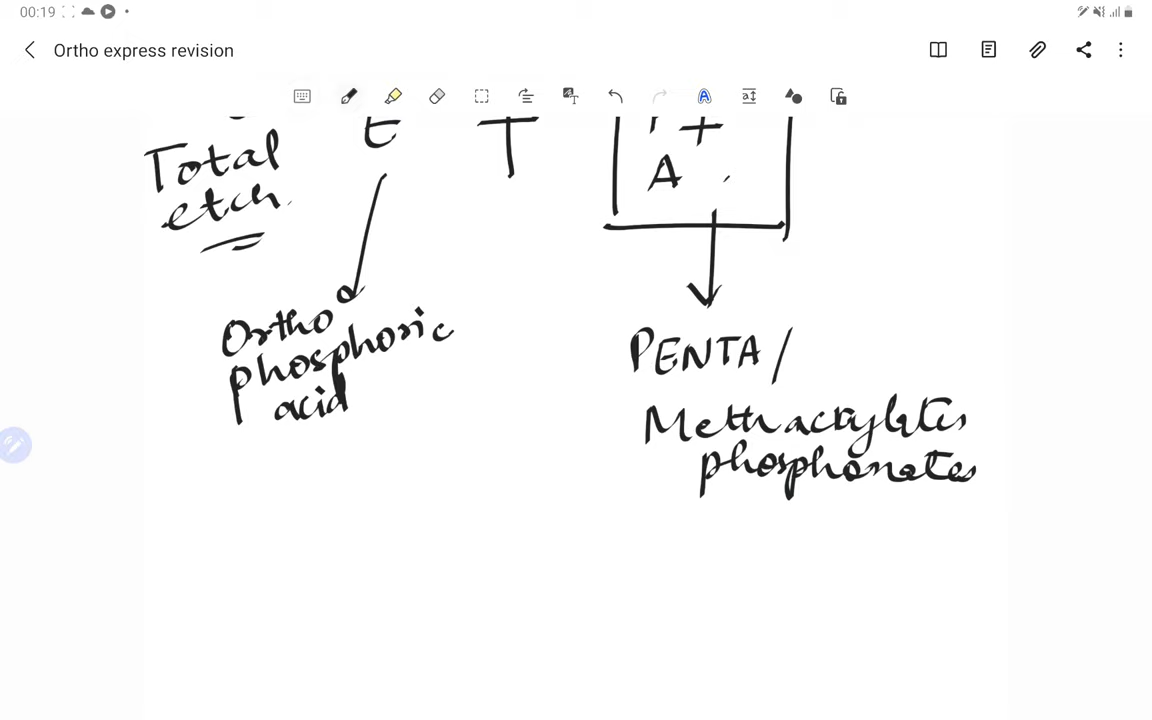 00:19
Ortho express revision
Total
etch.
E T
+
A
Ortho
phosphoric
acid
PENTA/
Methacrylates
phosphonates